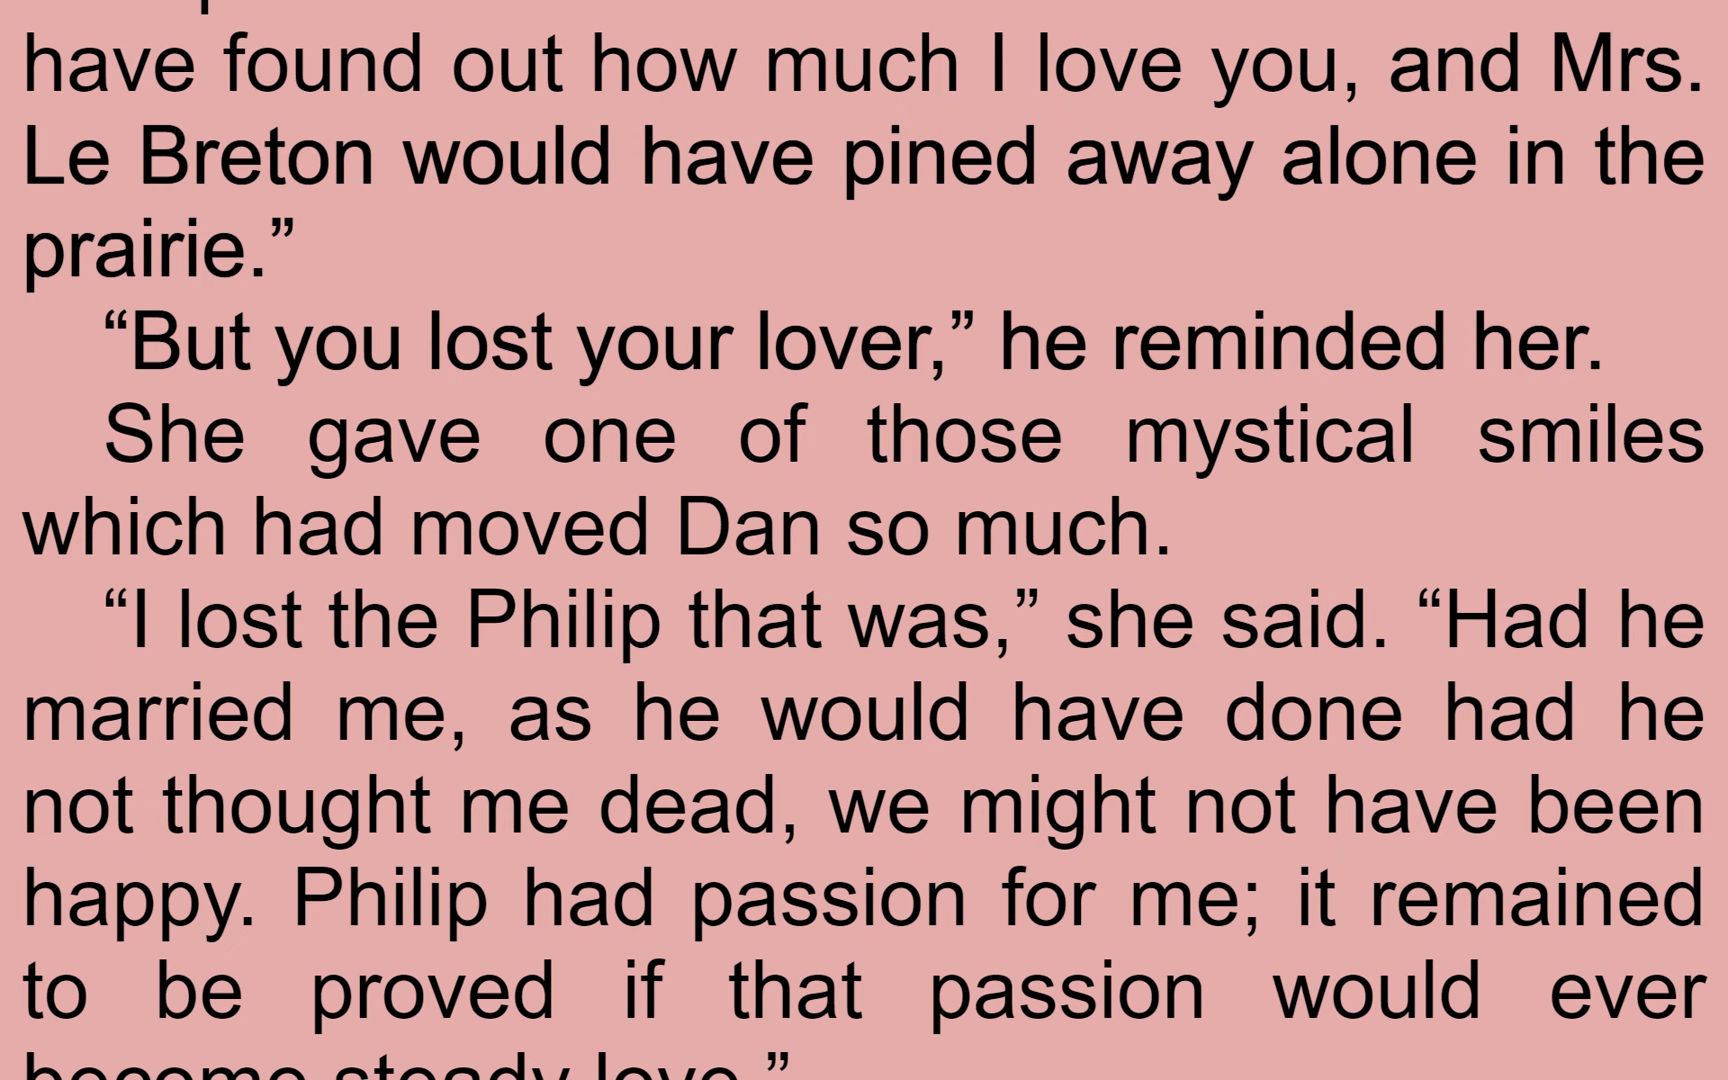 have found out how much I love you, and Mrs.
Le Breton would have pined away alone in the
prairie.”
“But you lost your lover,” he reminded her.
She gave one of those mystical smiles
which had moved Dan so much.
“I lost the Philip that was,” she said. “Had he
married me, as he would have done had he
not thought me dead, we might not have been
happy. Philip had passion for me; it remained
to be proved if that passion would ever
become steady love.”